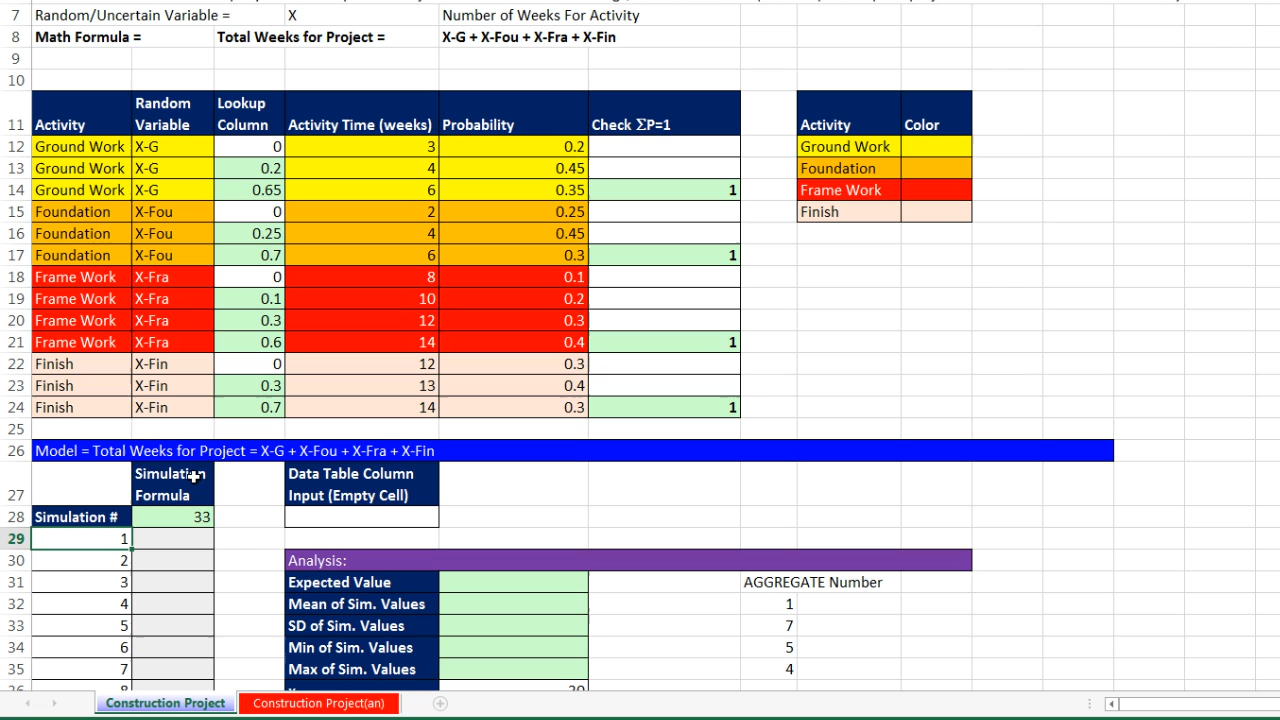 7 Random/Uncertain Variable = X Number of Weeks For Activity
8 Math Formula = Total Weeks for Project = X-G + X-Fou + X-Fra + X-Fin
9
10
Random Lookup
11 Activity Variable Column Activity Time (weeks) Probability Check ΣP=1 Activity Color
12 Ground Work X-G 0 3 0.2 Ground Work
13 Ground Work X-G 0.2 4 0.45 Foundation
14 Ground Work X-G 0.65 6 0.35 1 Frame Work
15 Foundation X-Fou 0 2 0.25 Finish
16 Foundation X-Fou 0.25 4 0.45
17 Foundation X-Fou 0.7 6 0.3 1
18 Frame Work X-Fra 0 8 0.1
19 Frame Work X-Fra 0.1 10 0.2
20 Frame Work X-Fra 0.3 12 0.3
21 Frame Work X-Fra 0.6 14 0.4 1
22 Finish X-Fin 0 12 0.3
23 Finish X-Fin 0.3 13 0.4
24 Finish X-Fin 0.7 14 0.3 1
25
26 Model = Total Weeks for Project = X-G + X-Fou + X-Fra + X-Fin
Simulation Data Table Column
27 Formula Input (Empty Cell)
28 Simulation # 33
29 1
30 2 Analysis:
31 3 Expected Value AGGREGATE Number
32 4 Mean of Sim. Values 1
33 5 SD of Sim. Values 7
34 6 Min of Sim. Values 5
35 7 Max of Sim. Values 4
Construction Project Construction Project(an)